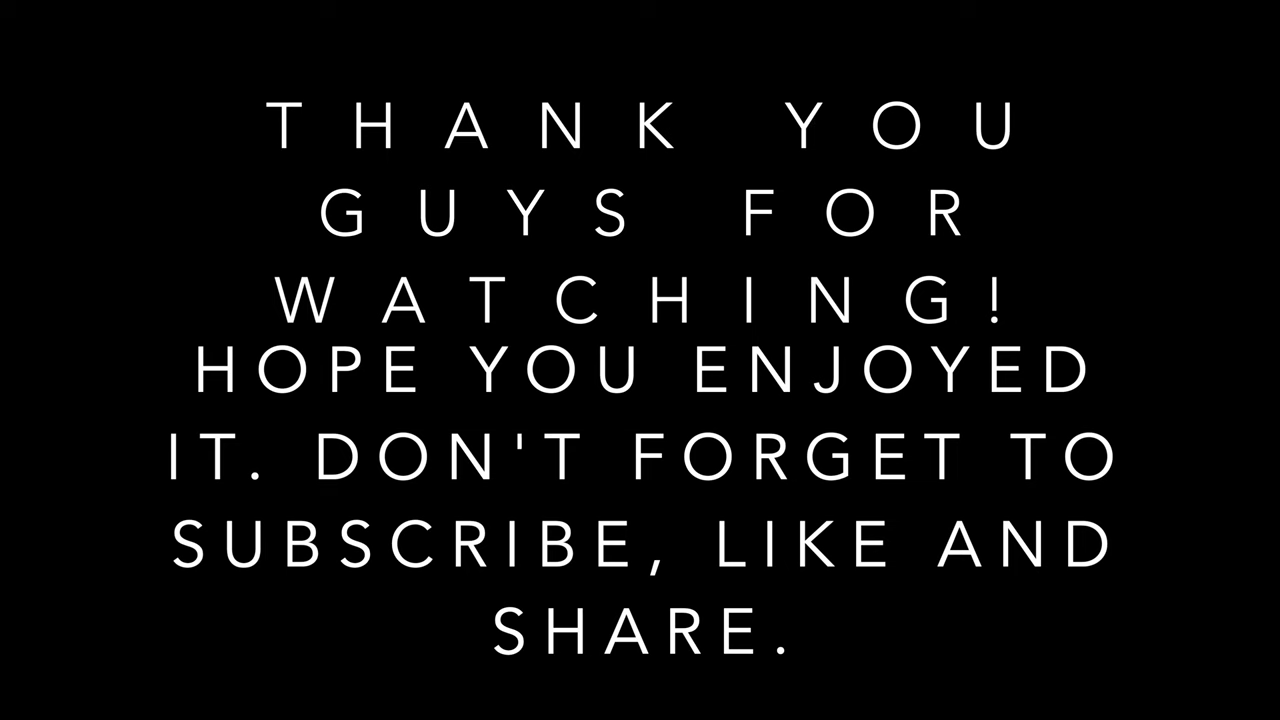 THANK YOU
GUYS FOR
WATCHING!
HOPE YOU ENJOYED
IT. DON'T FORGET TO
SUBSCRIBE, LIKE AND
SHARE.